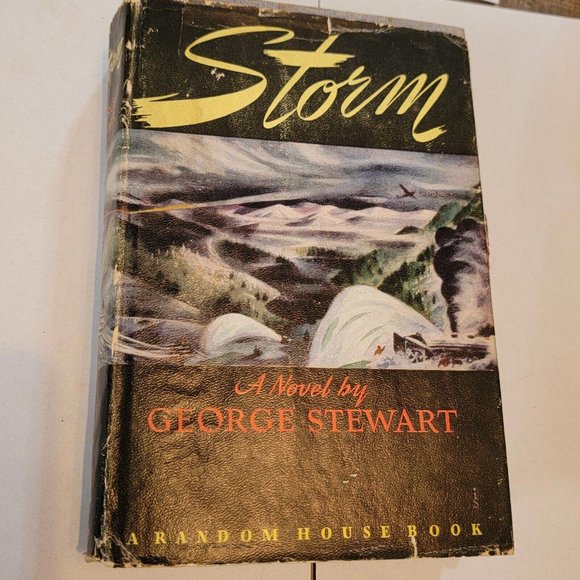 Storm
A Novel by
GEORGE STEWART
A RANDOM HOUSE BOOK